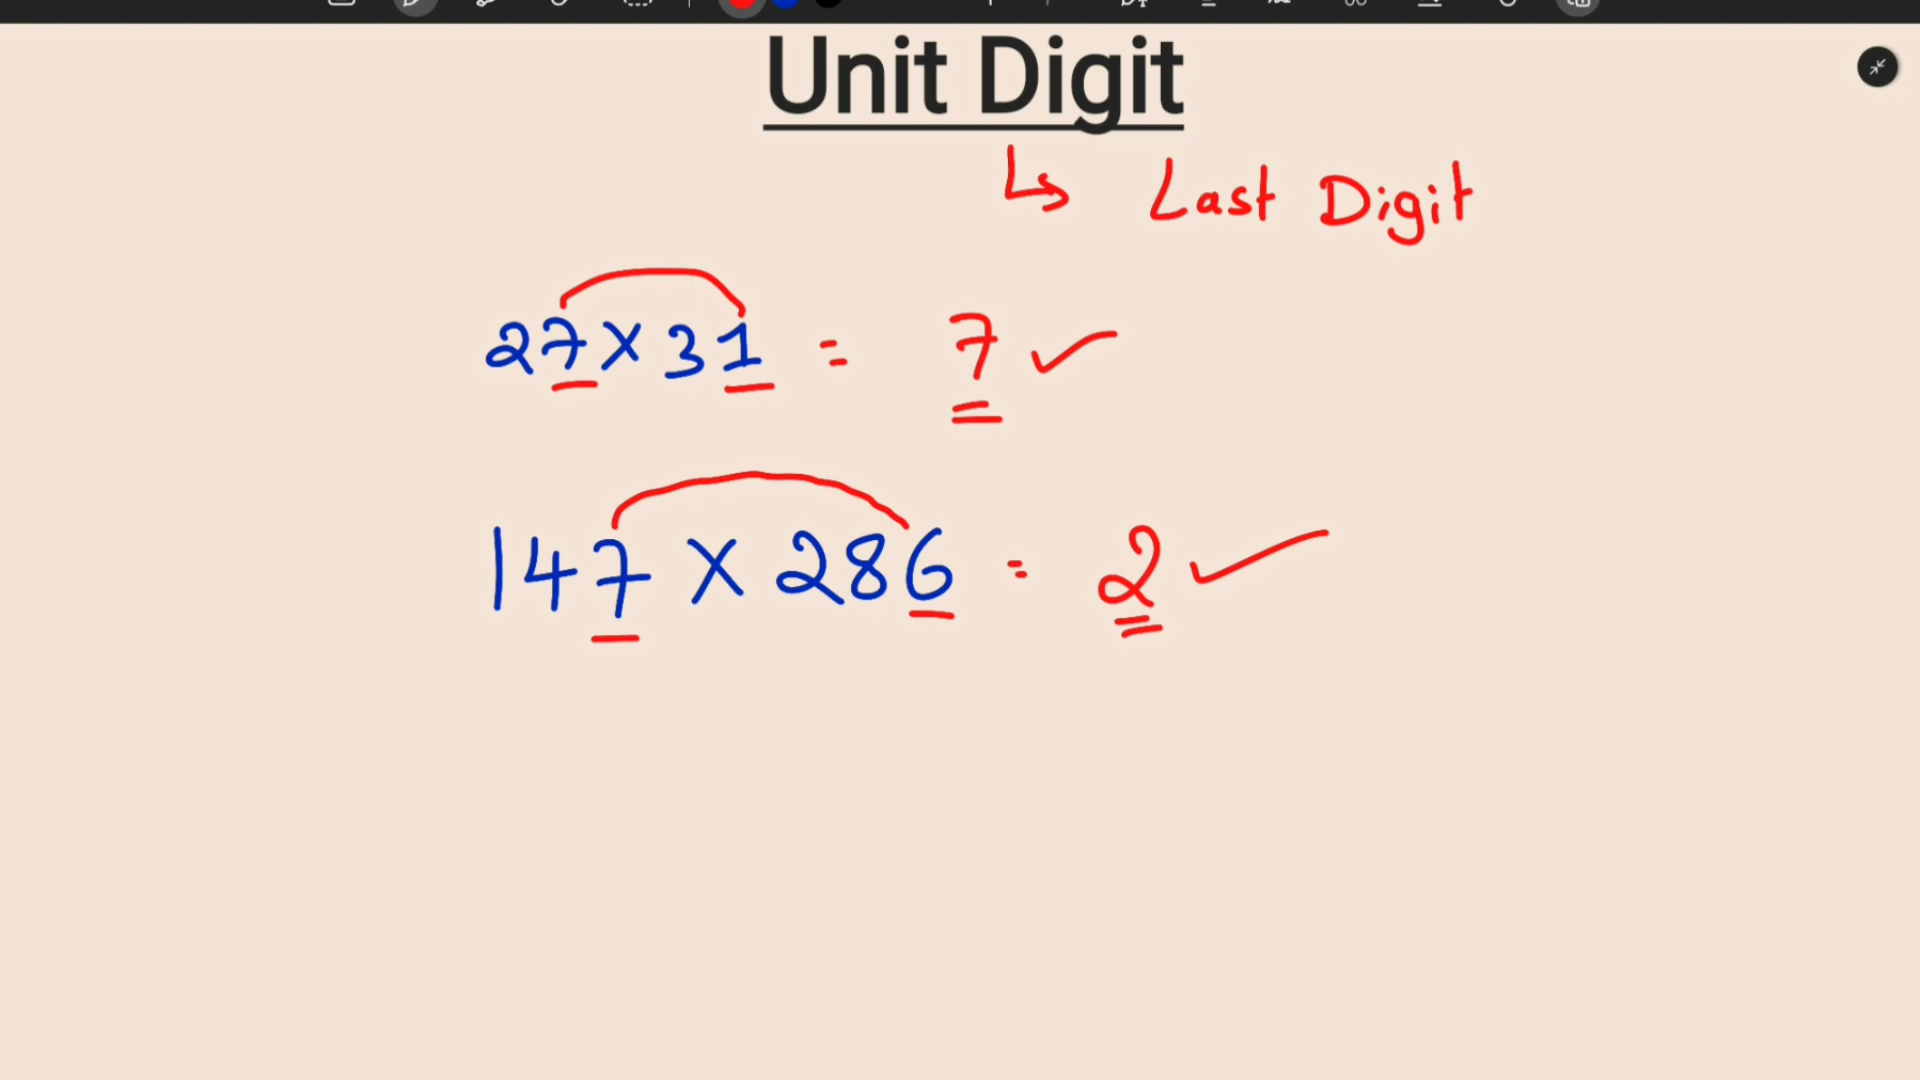 Unit Digit
↳ Last Digit
27 × 31 = 7 ✓
147 × 286 = 2 ✓